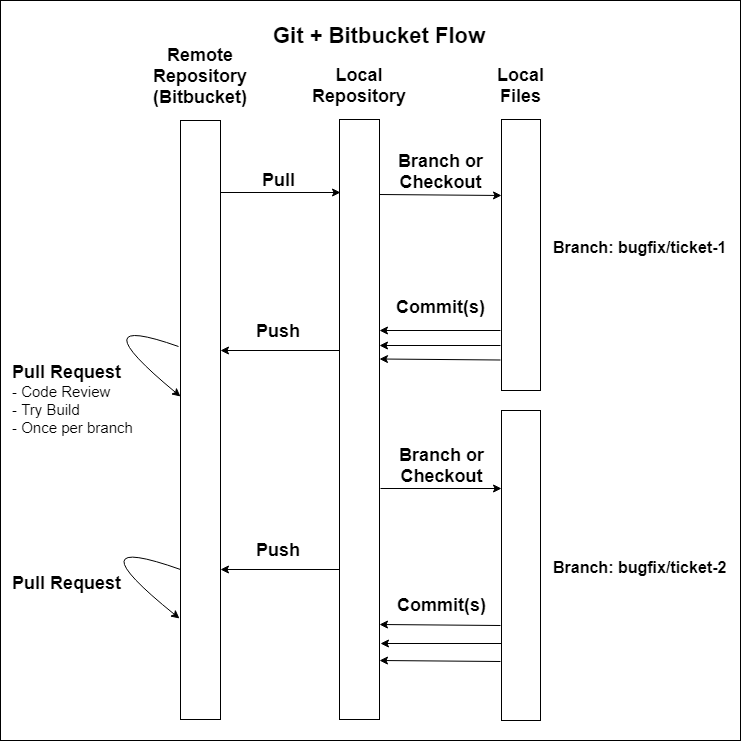 Git + Bitbucket Flow
Remote
Repository
(Bitbucket)
Local
Repository
Local
Files
Pull
Branch or
Checkout
Branch: bugfix/ticket-1
Commit(s)
Push
Pull Request
- Code Review
- Try Build
- Once per branch
Branch or
Checkout
Push
Branch: bugfix/ticket-2
Pull Request
Commit(s)